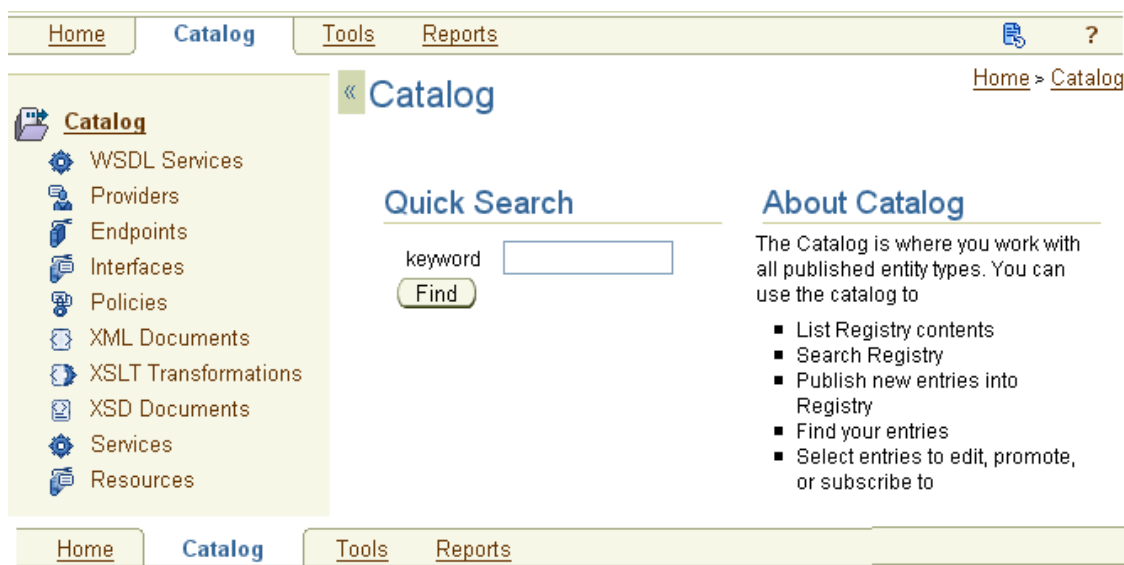 Home Catalog Tools Reports ?
Home > Catalog
« Catalog
Catalog
WSDL Services
Providers
Endpoints
Interfaces
Policies
XML Documents
XSLT Transformations
XSD Documents
Services
Resources
Quick Search
keyword
Find
About Catalog
The Catalog is where you work with
all published entity types. You can
use the catalog to
■ List Registry contents
■ Search Registry
■ Publish new entries into
Registry
■ Find your entries
■ Select entries to edit, promote,
or subscribe to
Home Catalog Tools Reports